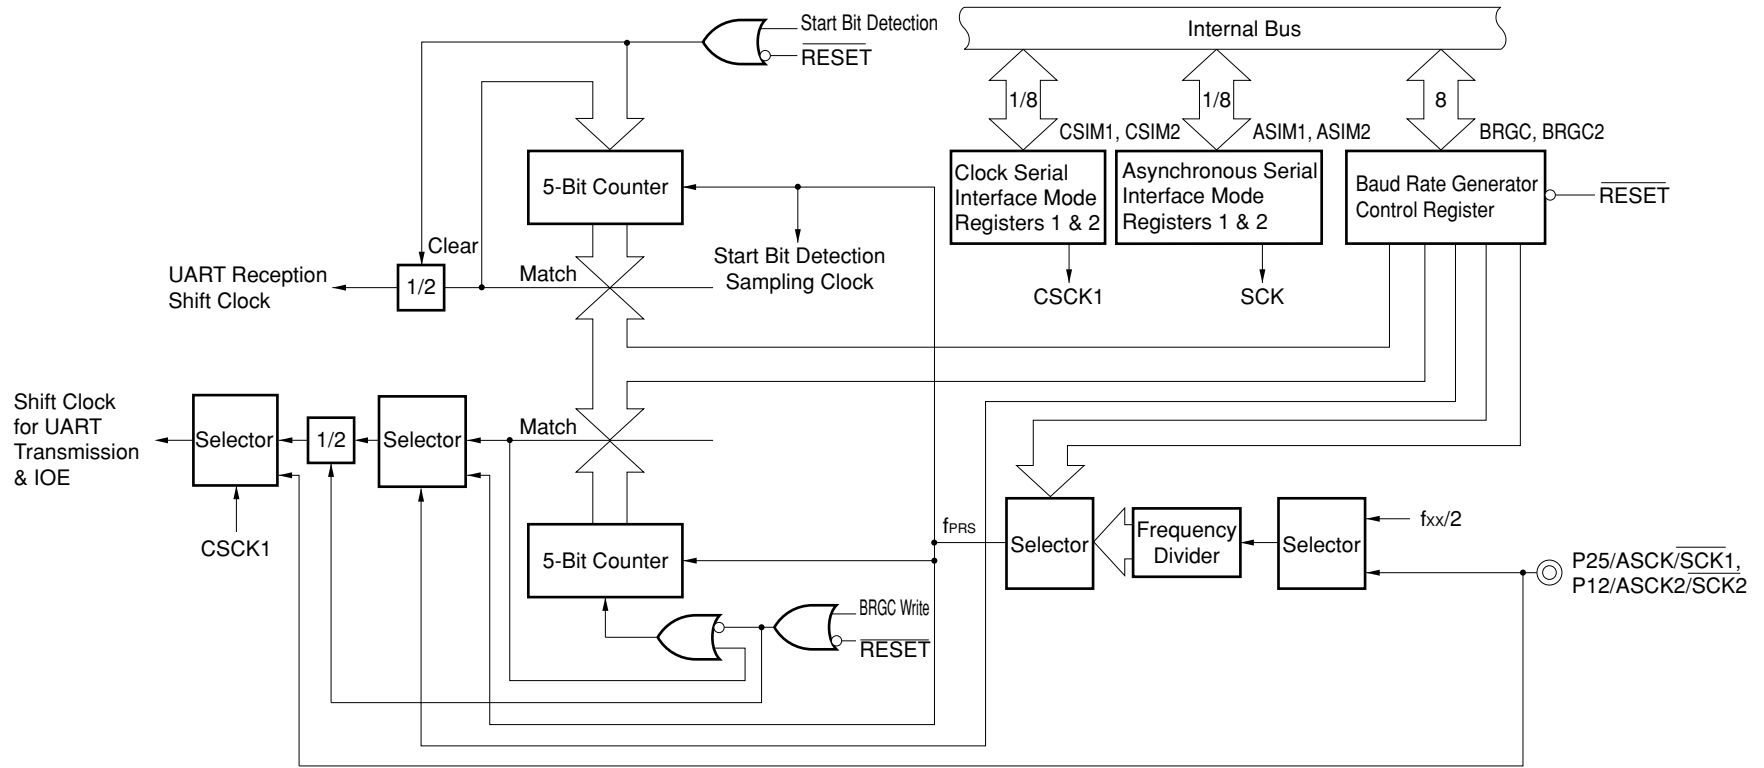 Start Bit Detection
RESET
Internal Bus
1/8
1/8
8
CSIM1, CSIM2
ASIM1, ASIM2
BRGC, BRGC2
5-Bit Counter
Clock Serial
Interface Mode
Registers 1 & 2
Asynchronous Serial
Interface Mode
Registers 1 & 2
Baud Rate Generator
Control Register
RESET
Clear
UART Reception
Shift Clock
1/2
Match
Start Bit Detection
Sampling Clock
CSCK1
SCK
Shift Clock
for UART
Transmission
& IOE
Selector
1/2
Selector
Match
CSCK1
5-Bit Counter
fPRS
Selector
Frequency
Divider
Selector
fXX/2
P25/ASCK/SCK1,
P12/ASCK2/SCK2
BRGC Write
RESET